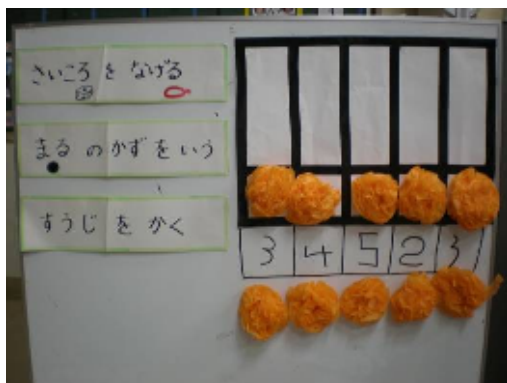 さいころ を なげる
まる の かず を いう
すうじ を かく
3 4 5 2 3